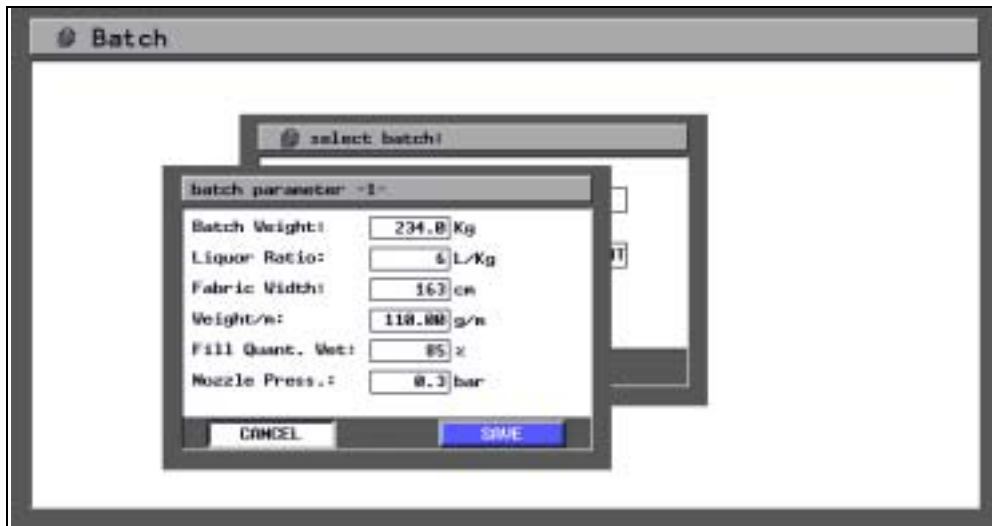 Batch
select batch:
batch parameter -1-
Batch Weight: 234.0 Kg
Liquor Ratio: 6 L/Kg
Fabric Width: 163 cm
Weight/m: 110.00 g/m
Fill Quant. Wet: 85 %
Nozzle Press.: 0.3 bar
CANCEL SAVE